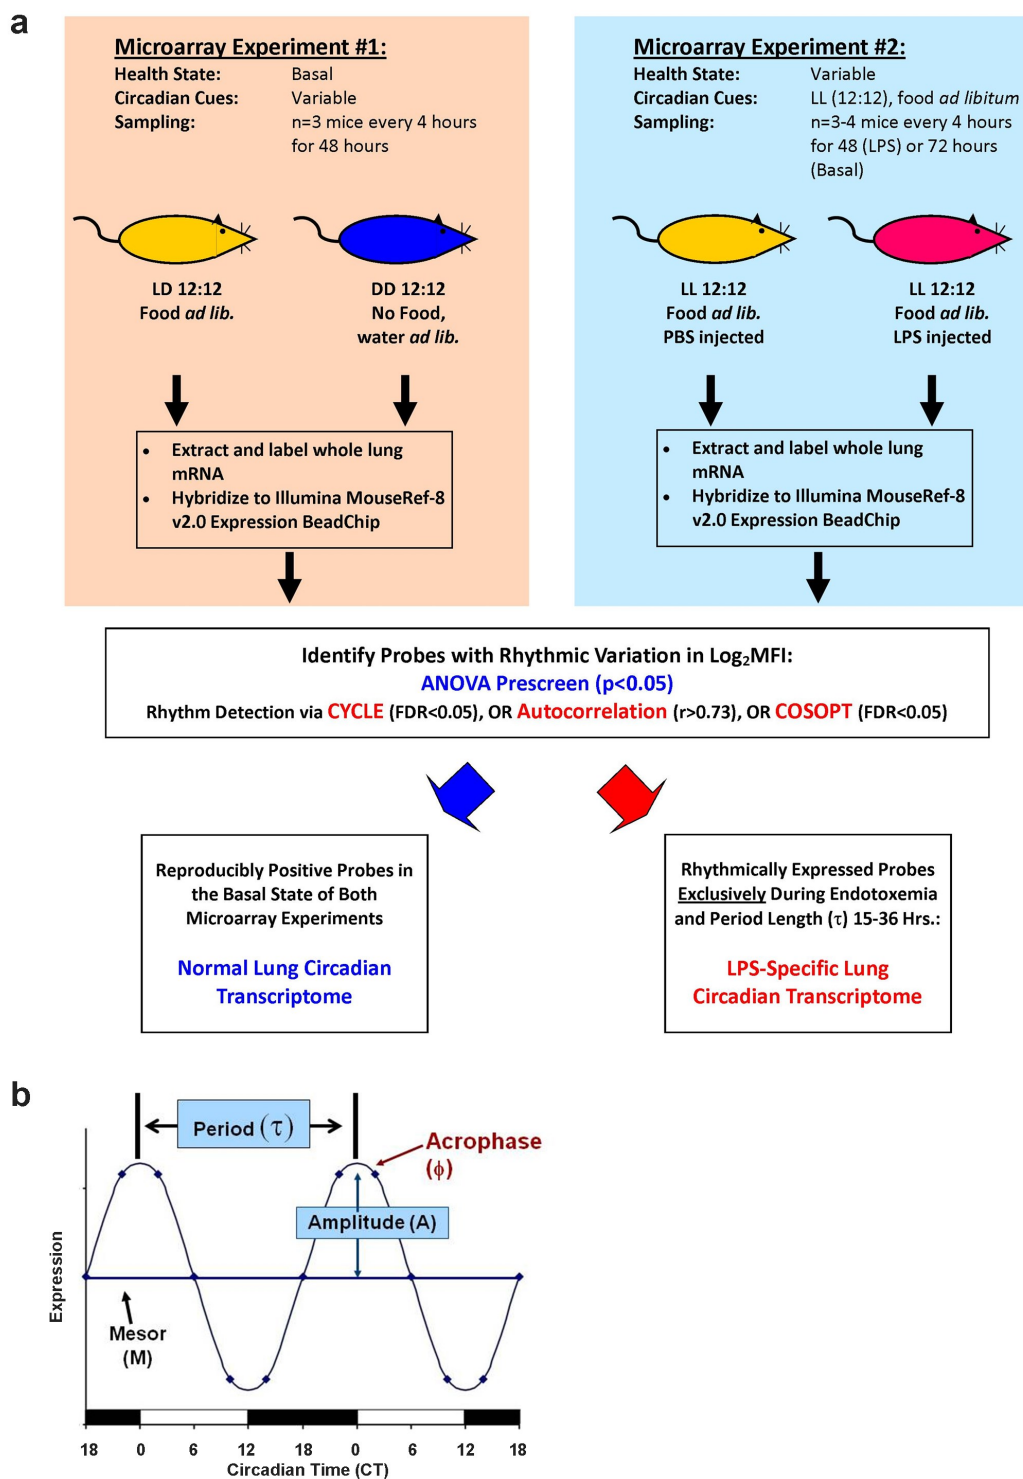 a
Microarray Experiment #1:
Health State: Basal
Circadian Cues: Variable
Sampling: n=3 mice every 4 hours
for 48 hours
LD 12:12
Food ad lib.
DD 12:12
No Food,
water ad lib.
• Extract and label whole lung
mRNA
• Hybridize to Illumina MouseRef-8
v2.0 Expression BeadChip
Microarray Experiment #2:
Health State: Variable
Circadian Cues: LL (12:12), food ad libitum
Sampling: n=3-4 mice every 4 hours
for 48 (LPS) or 72 hours
(Basal)
LL 12:12
Food ad lib.
PBS injected
LL 12:12
Food ad lib.
LPS injected
• Extract and label whole lung
mRNA
• Hybridize to Illumina MouseRef-8
v2.0 Expression BeadChip
Identify Probes with Rhythmic Variation in Log₂MFI:
ANOVA Prescreen (p<0.05)
Rhythm Detection via CYCLE (FDR<0.05), OR Autocorrelation (r>0.73), OR COSOPT (FDR<0.05)
Reproducibly Positive Probes in
the Basal State of Both
Microarray Experiments
Normal Lung Circadian
Transcriptome
Rhythmically Expressed Probes
Exclusively During Endotoxemia
and Period Length (τ) 15-36 Hrs.:
LPS-Specific Lung
Circadian Transcriptome
b
Period (τ)
Acrophase
(ϕ)
Amplitude (A)
Expression
Mesor
(M)
18 0 6 12 18 0 6 12 18
Circadian Time (CT)